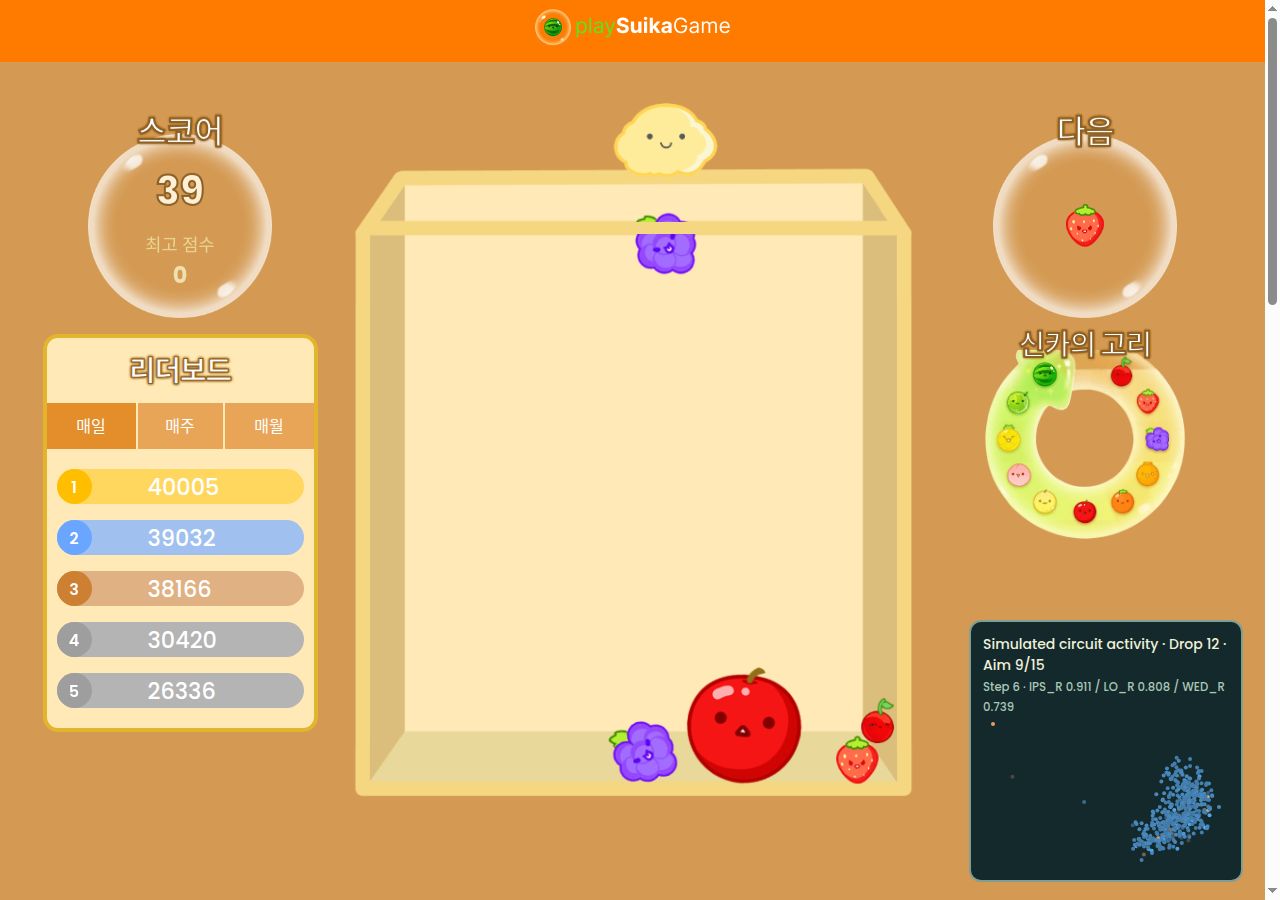 playSuikaGame
스코어
39
최고 점수
0
다음
신카의 고리
리더보드
매일 매주 매월
1 40005
2 39032
3 38166
4 30420
5 26336
Simulated circuit activity · Drop 12 ·
Aim 9/15
Step 6 · IPS_R 0.911 / LO_R 0.808 / WED_R
0.739